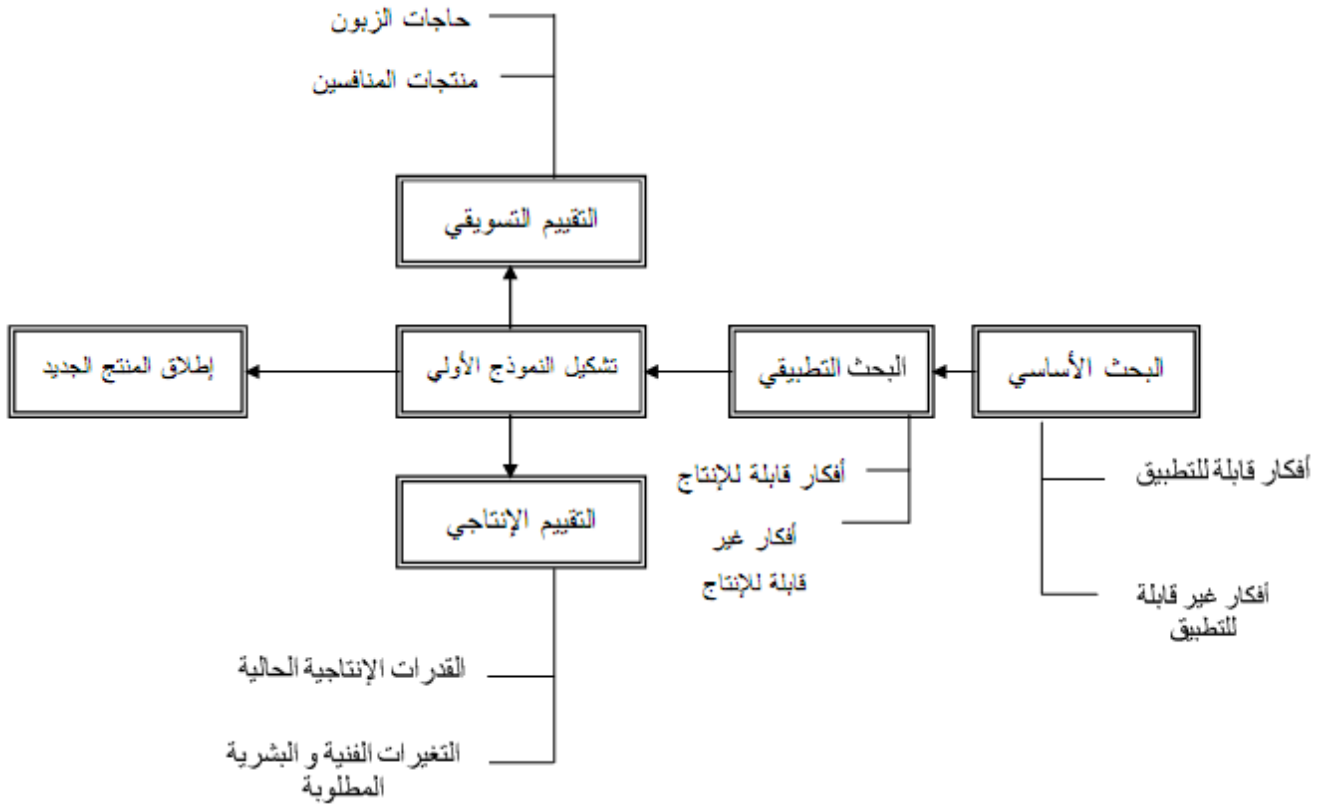 حاجات الزبون
منتجات المنافسين
التقييم التسويقي
البحث الأساسي
البحث التطبيقي
تشكيل النموذج الأولي
إطلاق المنتج الجديد
أفكار قابلة للتطبيق
أفكار غير قابلة
للتطبيق
أفكار قابلة للإنتاج
أفكار غير
قابلة للإنتاج
التقييم الإنتاجي
القدرات الإنتاجية الحالية
التغيرات الفنية و البشرية
المطلوبة